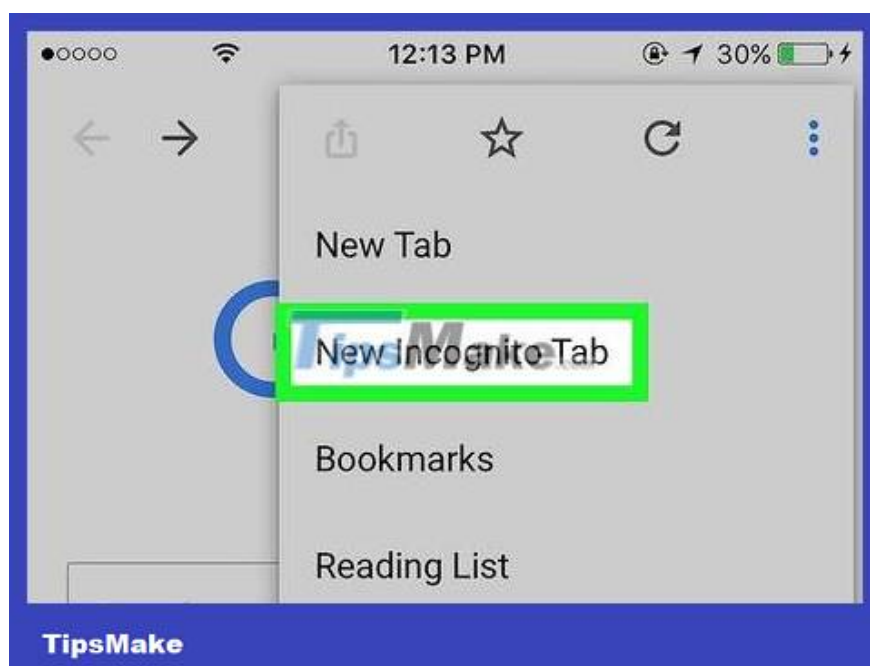 12:13 PM
30%
New Tab
New Incognito Tab
TipsMake
Bookmarks
Reading List
TipsMake